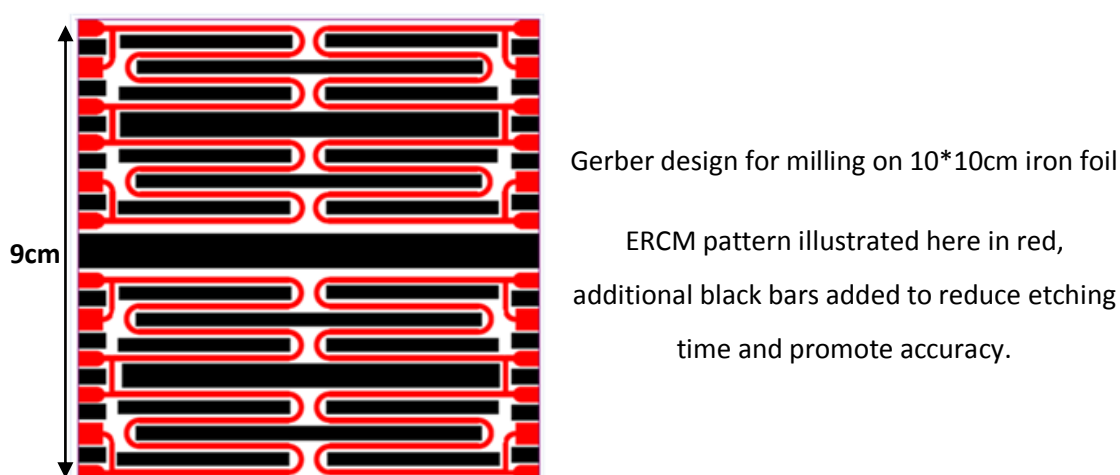 Gerber design for milling on 10*10cm iron foil
9cm
ERCM pattern illustrated here in red,
additional black bars added to reduce etching
time and promote accuracy.